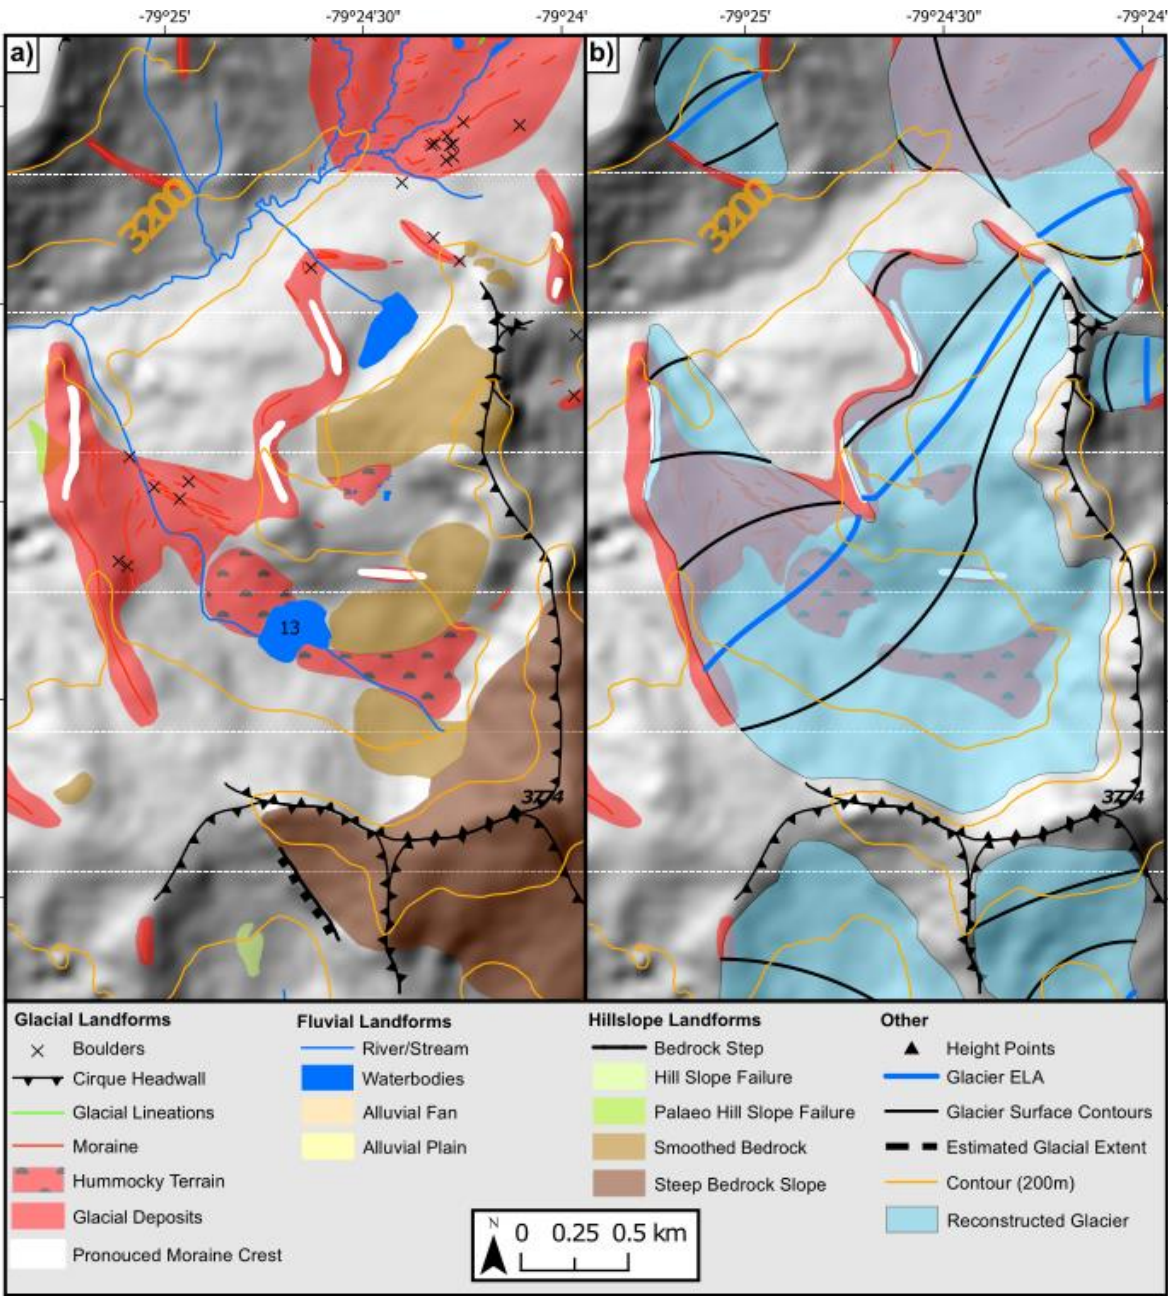 -79°25' -79°24'30" -79°24' -79°25' -79°24'30" -79°24'
a) b)
3200 3200
13
3774 3774
Glacial Landforms Fluvial Landforms Hillslope Landforms Other
Boulders River/Stream Bedrock Step Height Points
Cirque Headwall Waterbodies Hill Slope Failure Glacier ELA
Glacial Lineations Alluvial Fan Palaeo Hill Slope Failure Glacier Surface Contours
Moraine Alluvial Plain Smoothed Bedrock Estimated Glacial Extent
Hummocky Terrain Steep Bedrock Slope Contour (200m)
Glacial Deposits Reconstructed Glacier
Pronouced Moraine Crest
N 0 0.25 0.5 km